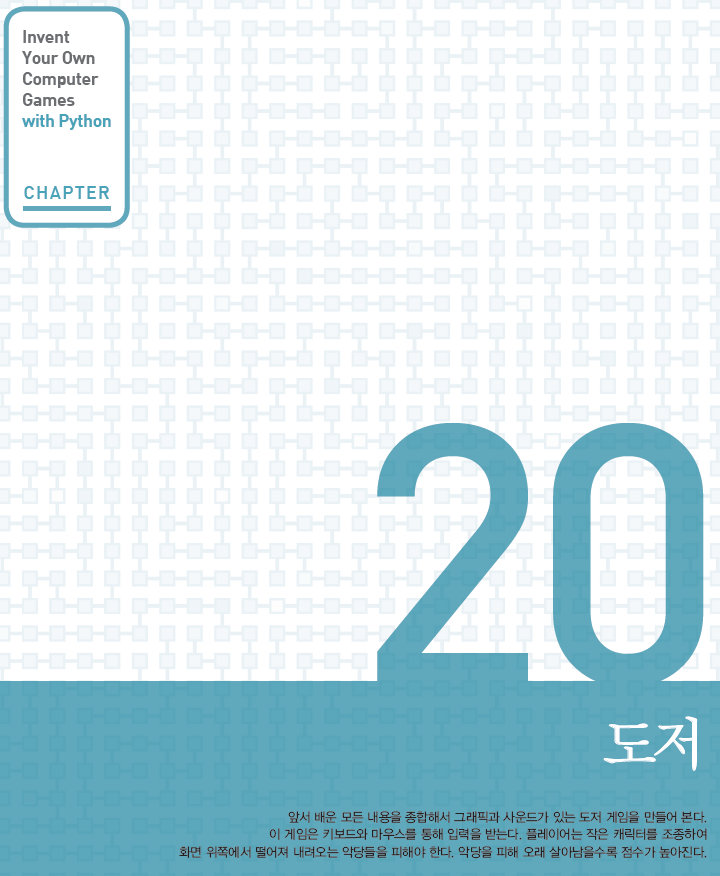 Invent
Your Own
Computer
Games
with Python
CHAPTER
20
도저
앞서 배운 모든 내용을 종합해서 그래픽과 사운드가 있는 도저 게임을 만들어 본다.
이 게임은 키보드와 마우스를 통해 입력을 받는다. 플레이어는 작은 캐릭터를 조종하여
화면 위쪽에서 떨어져 내려오는 악당들을 피해야 한다. 악당을 피해 오래 살아남을수록 점수가 높아진다.